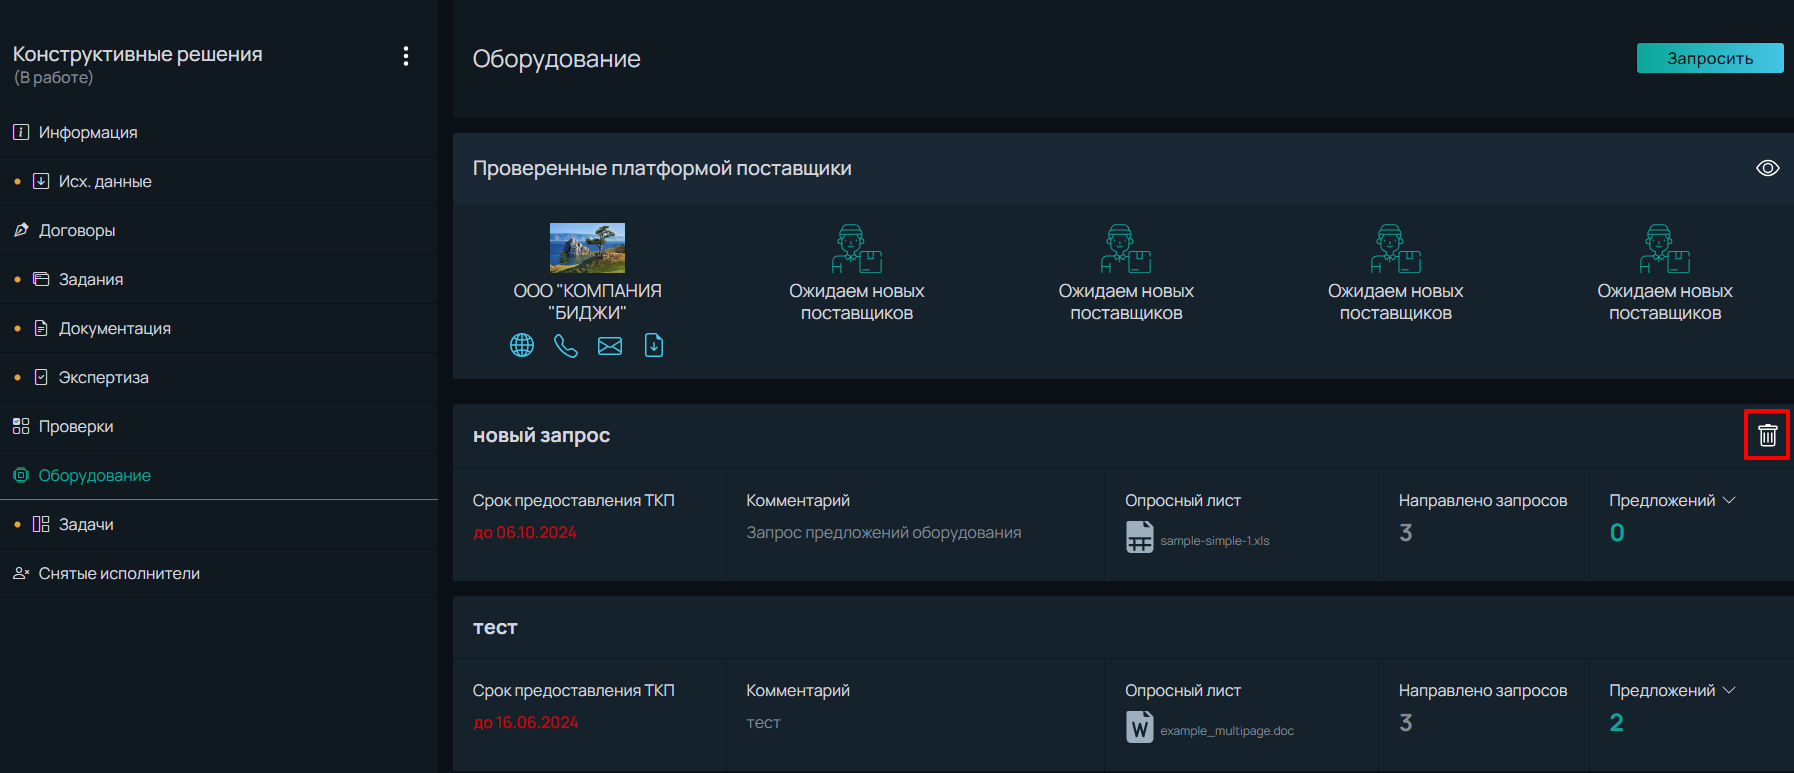 Конструктивные решения
(В работе)
Информация
Исх. данные
Договоры
Задания
Документация
Экспертиза
Проверки
Оборудование
Задачи
Снятые исполнители
Оборудование
Запросить
Проверенные платформой поставщики
ООО "КОМПАНИЯ
"БИДЖИ"
Ожидаем новых
поставщиков
Ожидаем новых
поставщиков
Ожидаем новых
поставщиков
Ожидаем новых
поставщиков
новый запрос
Срок предоставления ТКП
до 06.10.2024
Комментарий
Запрос предложений оборудования
Опросный лист
sample-simple-1.xls
Направлено запросов
3
Предложений
0
тест
Срок предоставления ТКП
до 16.06.2024
Комментарий
тест
Опросный лист
W
example_multipage.doc
Направлено запросов
3
Предложений
2